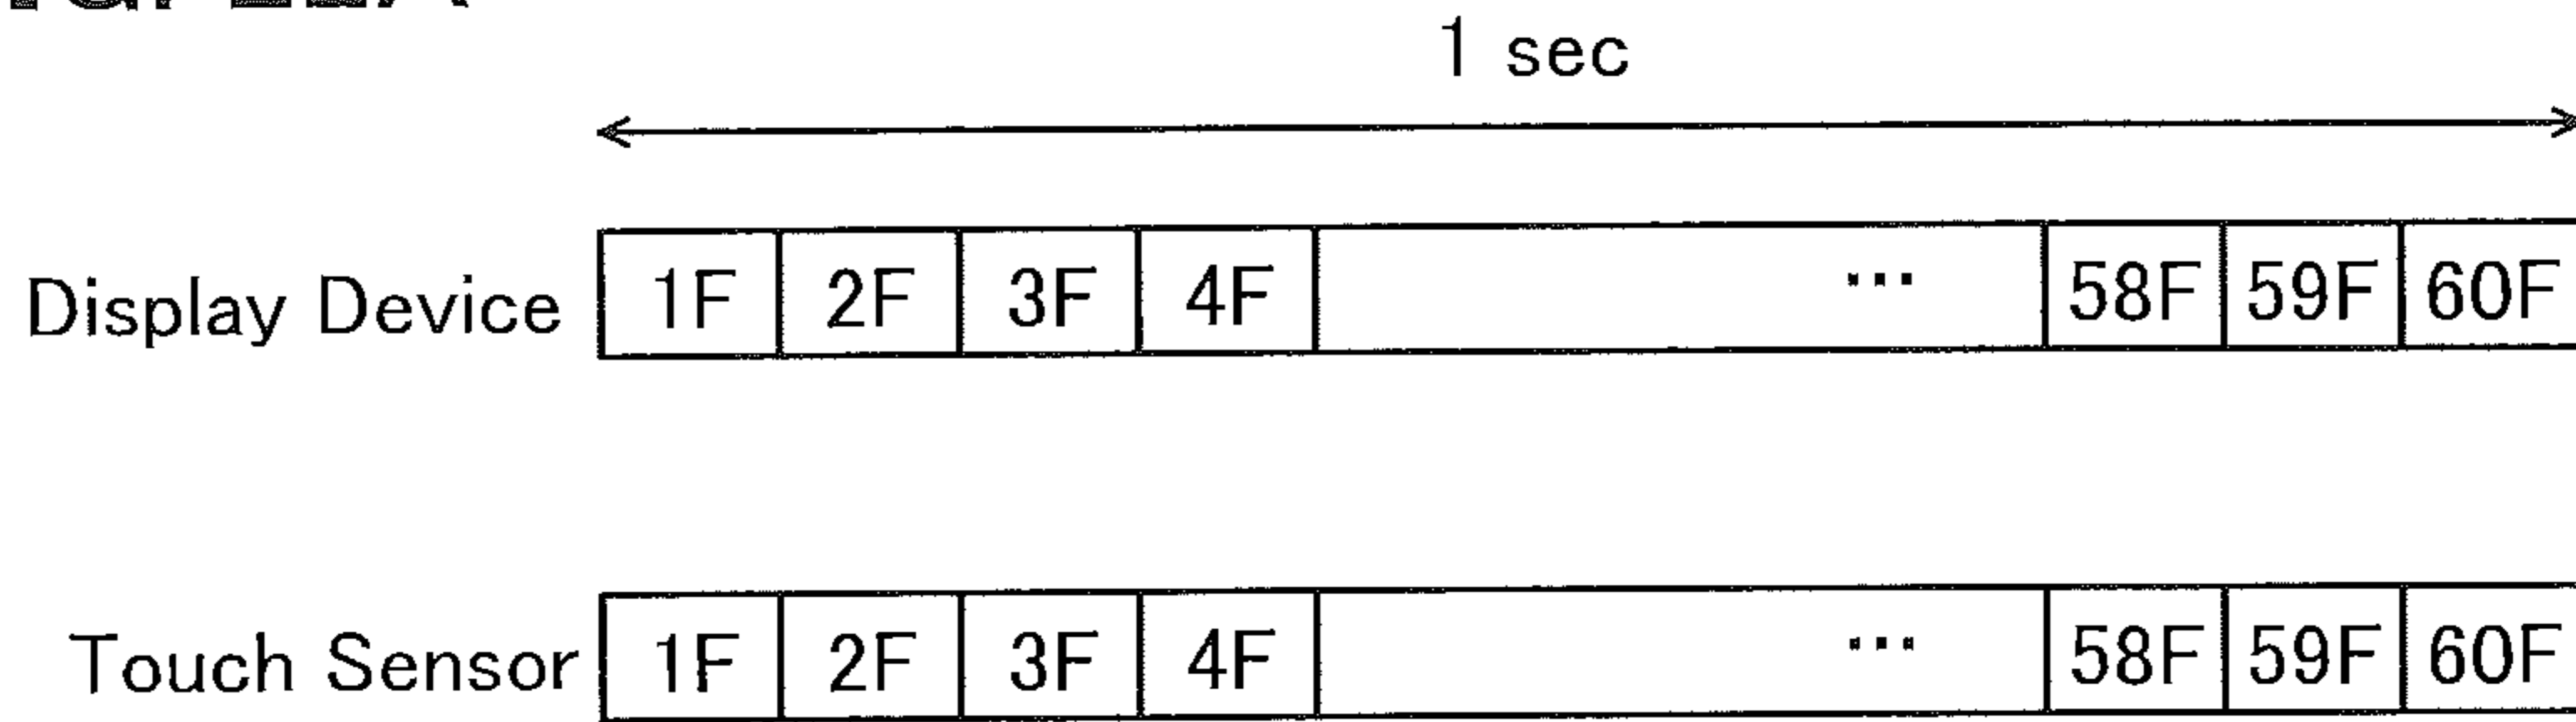 1 sec
Display Device 1F 2F 3F 4F ... 58F 59F 60F
Touch Sensor 1F 2F 3F 4F ... 58F 59F 60F